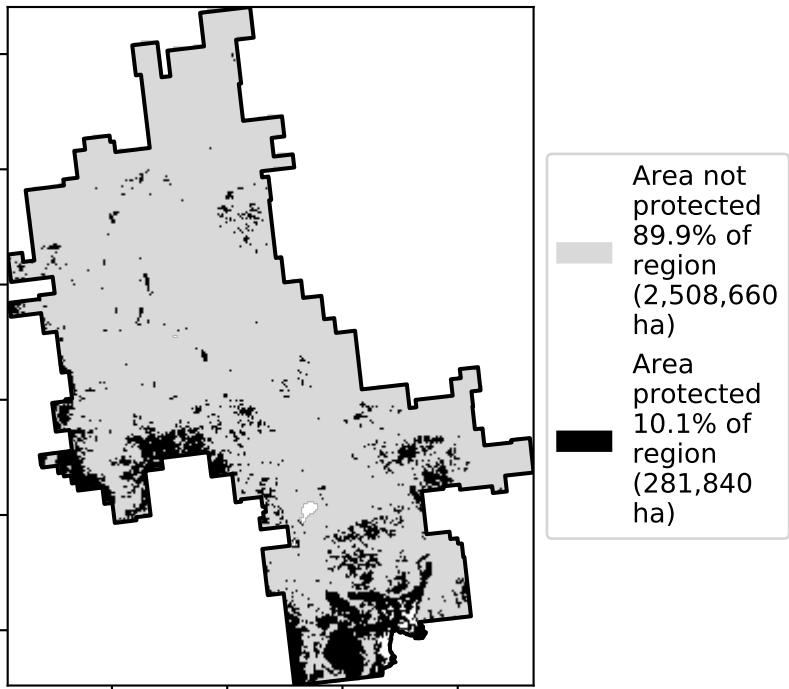 Area not
protected
89.9% of
region
(2,508,660
ha)
Area
protected
10.1% of
region
(281,840
ha)